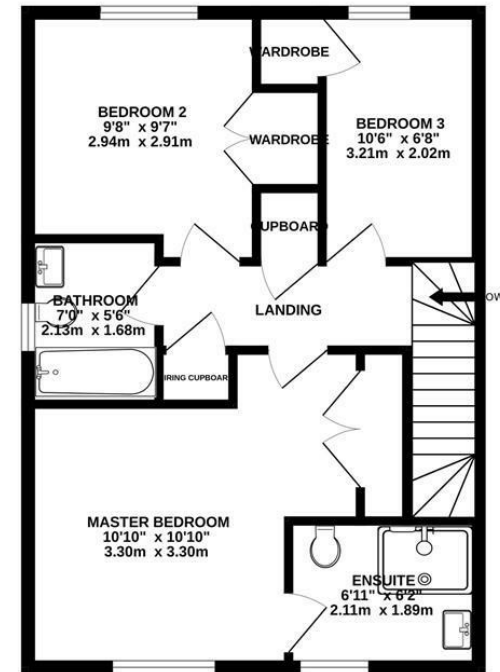 WARDROBE
BEDROOM 2
9'8" x 9'7"
2.94m x 2.91m
BEDROOM 3
10'6" x 6'8"
3.21m x 2.02m
WARDROBE
CUPBOARD
BATHROOM
7'0" x 5'6"
2.13m x 1.68m
LANDING
IRING CUPBOAR
MASTER BEDROOM
10'10" x 10'10"
3.30m x 3.30m
ENSUITE
6'11" x 6'2"
2.11m x 1.89m